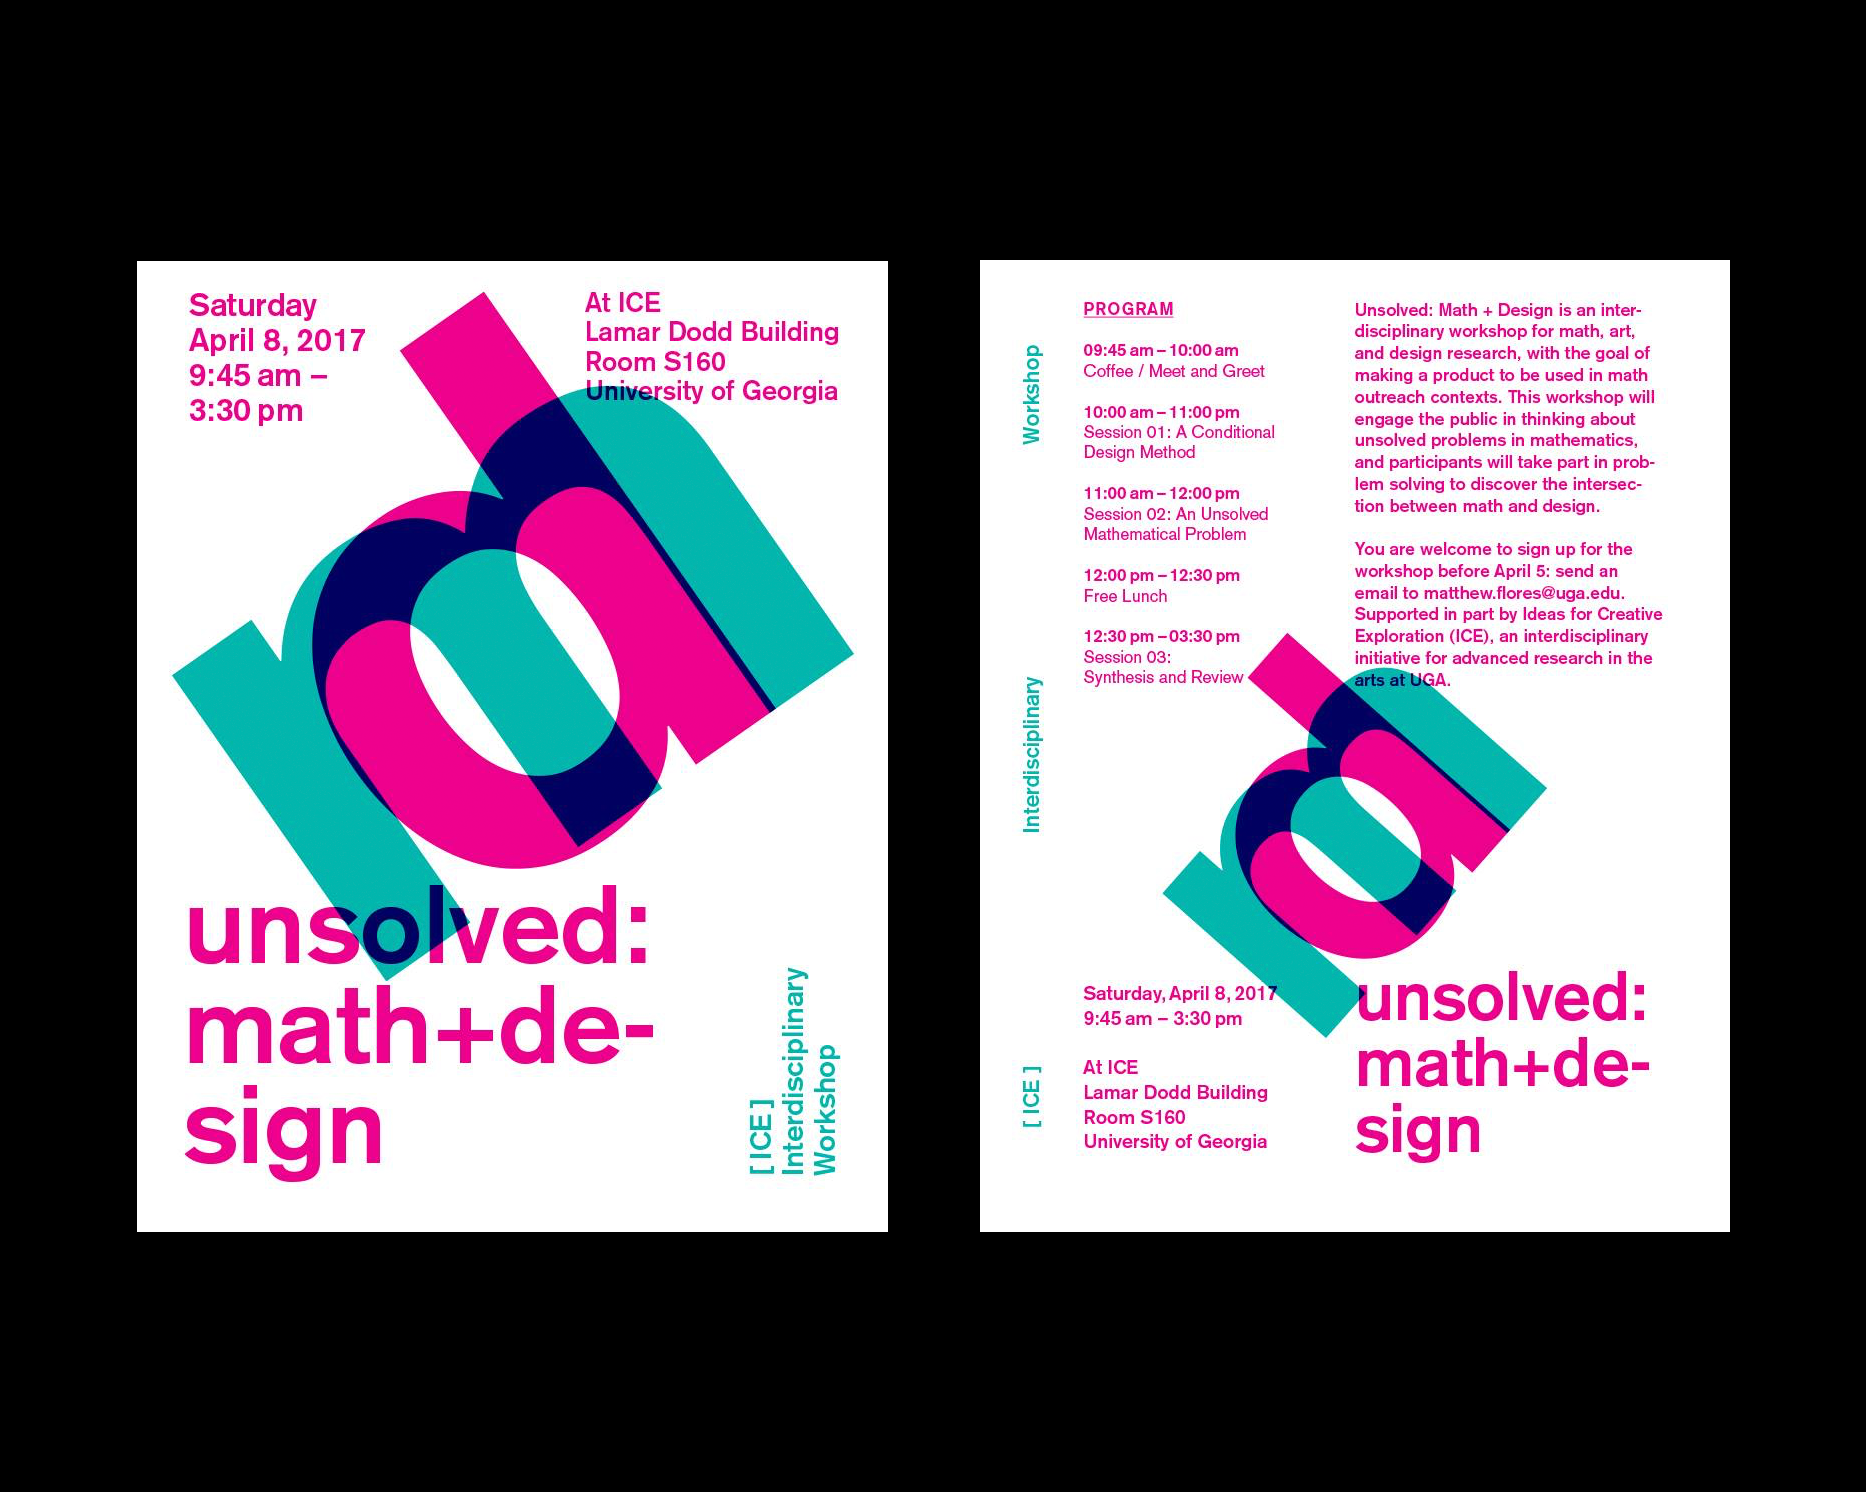 Saturday
April 8, 2017
9:45 am –
3:30 pm
At ICE
Lamar Dodd Building
Room S160
University of Georgia
md
unsolved:
math+de-
sign
[ ICE ]
Interdisciplinary
Workshop
Workshop
Interdisciplinary
[ ICE ]
PROGRAM
09:45 am – 10:00 am
Coffee / Meet and Greet
10:00 am – 11:00 pm
Session 01: A Conditional
Design Method
11:00 am – 12:00 pm
Session 02: An Unsolved
Mathematical Problem
12:00 pm – 12:30 pm
Free Lunch
12:30 pm – 03:30 pm
Session 03:
Synthesis and Review
Unsolved: Math + Design is an inter-
disciplinary workshop for math, art,
and design research, with the goal of
making a product to be used in math
outreach contexts. This workshop will
engage the public in thinking about
unsolved problems in mathematics,
and participants will take part in prob-
lem solving to discover the intersec-
tion between math and design.
You are welcome to sign up for the
workshop before April 5: send an
email to matthew.flores@uga.edu.
Supported in part by Ideas for Creative
Exploration (ICE), an interdisciplinary
initiative for advanced research in the
arts at UGA.
md
Saturday, April 8, 2017
9:45 am – 3:30 pm
At ICE
Lamar Dodd Building
Room S160
University of Georgia
unsolved:
math+de-
sign